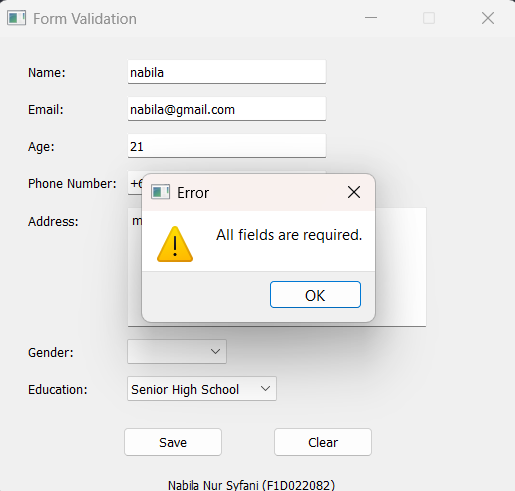 Form Validation
Name:
nabila
Email:
nabila@gmail.com
Age:
21
Phone Number:
Error
Address:
All fields are required.
OK
Gender:
Education:
Senior High School
Save
Clear
Nabila Nur Syfani (F1D022082)